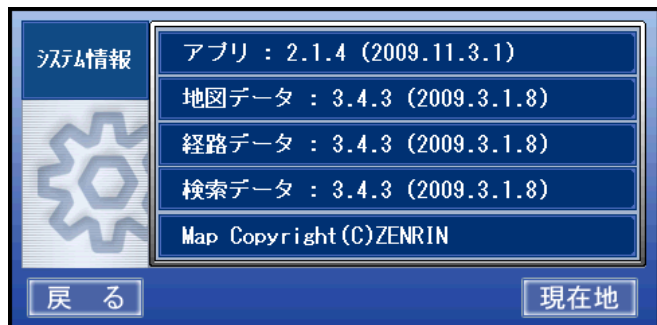 システム情報
アプリ : 2.1.4 (2009.11.3.1)
地図データ : 3.4.3 (2009.3.1.8)
経路データ : 3.4.3 (2009.3.1.8)
検索データ : 3.4.3 (2009.3.1.8)
Map Copyright(C)ZENRIN
戻る
現在地